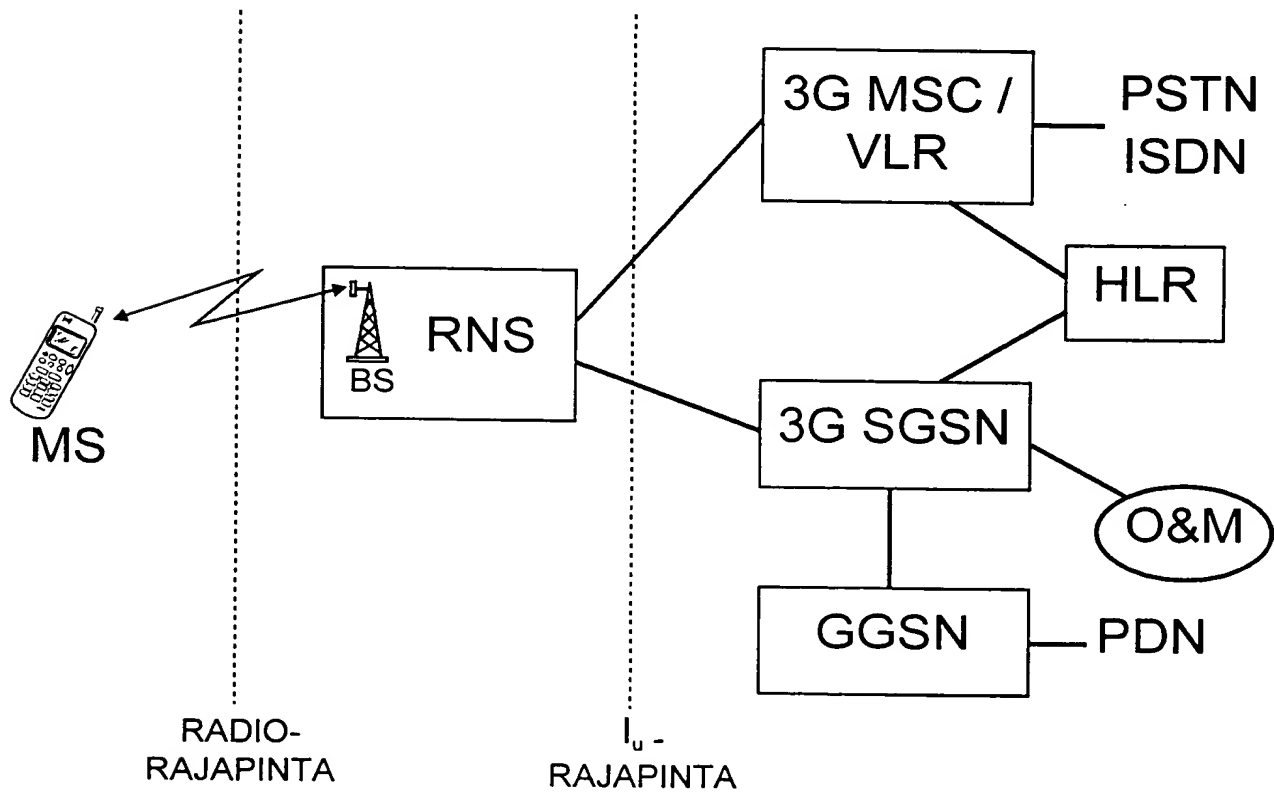 3G MSC /
VLR
PSTN
ISDN
HLR
RNS
BS
MS
3G SGSN
O&M
GGSN
PDN
RADIO-
RAJAPINTA
Iu -
RAJAPINTA